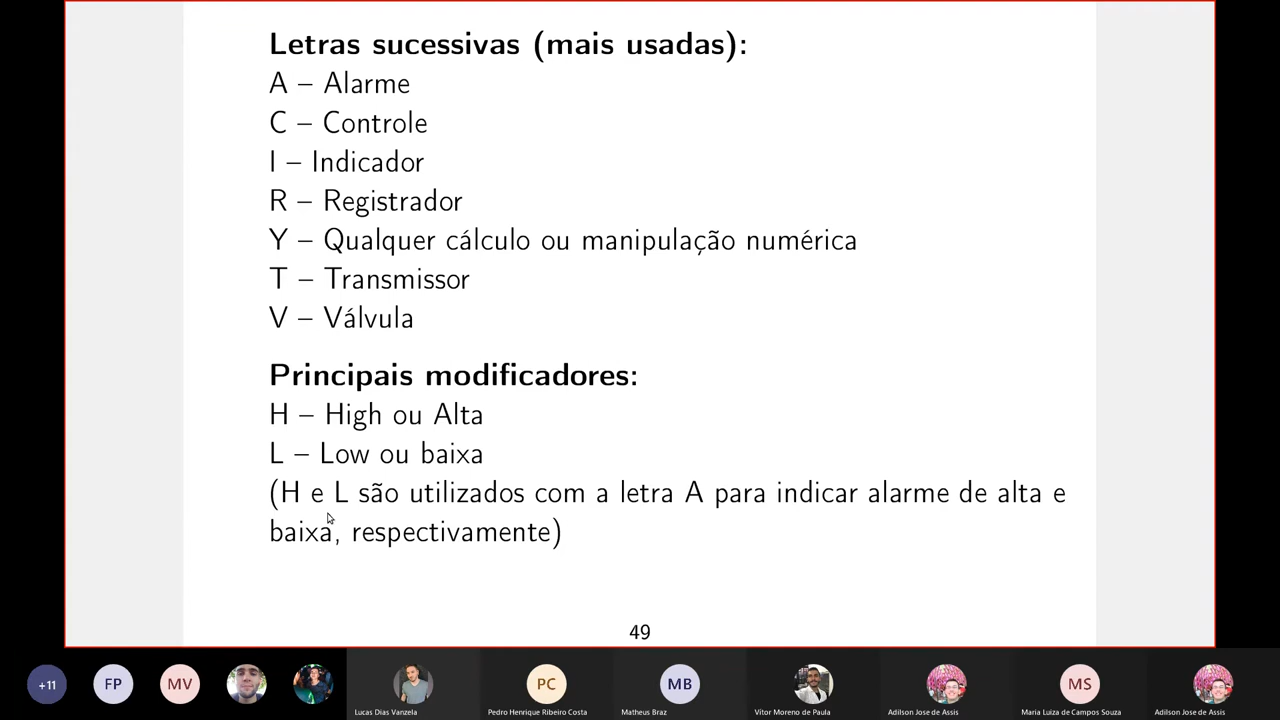 Letras sucessivas (mais usadas):
A – Alarme
C – Controle
I – Indicador
R – Registrador
Y – Qualquer cálculo ou manipulação numérica
T – Transmissor
V – Válvula
Principais modificadores:
H – High ou Alta
L – Low ou baixa
(H e L são utilizados com a letra A para indicar alarme de alta e
baixa, respectivamente)
49
+11 FP MV PC MB MS
Lucas Dias Vanzela Pedro Henrique Ribeiro Costa Matheus Braz Vítor Moreno de Paula Adilson Jose de Assis Maria Luiza de Campos Souza Adilson Jose de Assis